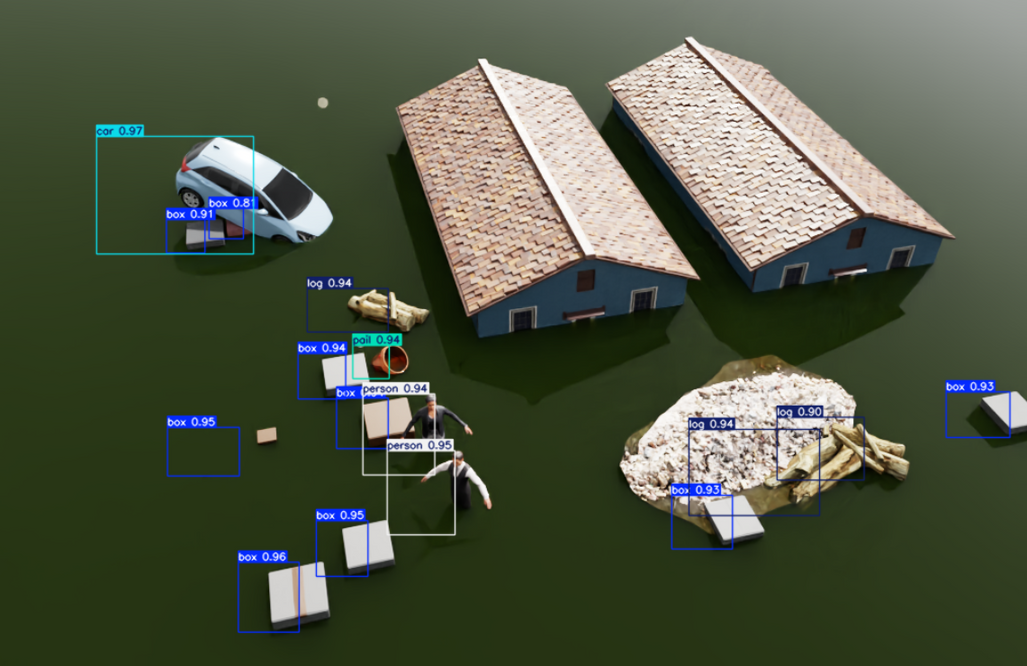 car 0.97
box 0.81
box 0.91
log 0.94
pail 0.94
box 0.94
person 0.94
box
box 0.93
log 0.90
box 0.95
log 0.94
person 0.95
box 0.93
box 0.95
box 0.96